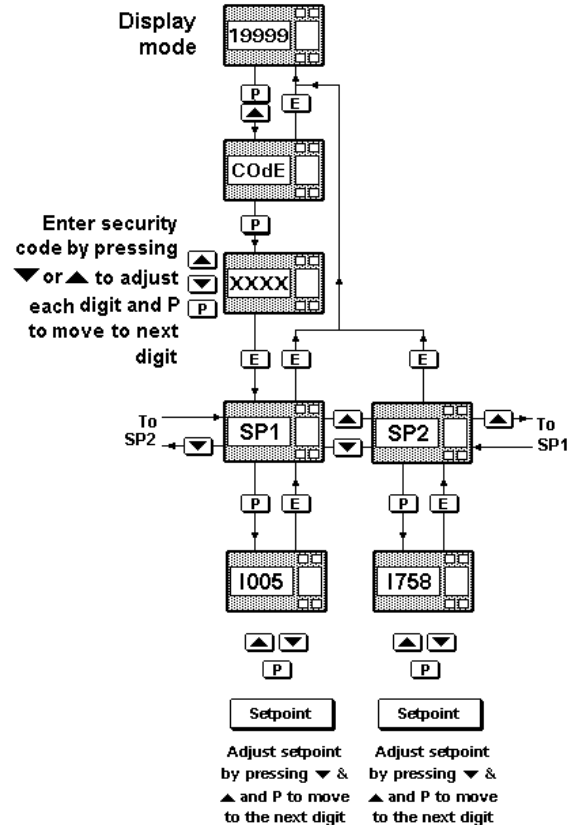 Display
mode
19999
P
E
COdE
P
Enter security
code by pressing
▼ or ▲ to adjust
each digit and P
to move to next
digit
XXXX
P
E
E
E
To
SP2
SP1
SP2
To
SP1
P
E
P
E
I005
I758
P
P
Setpoint
Setpoint
Adjust setpoint
by pressing ▼ &
▲ and P to move
to the next digit
Adjust setpoint
by pressing ▼ &
▲ and P to move
to the next digit